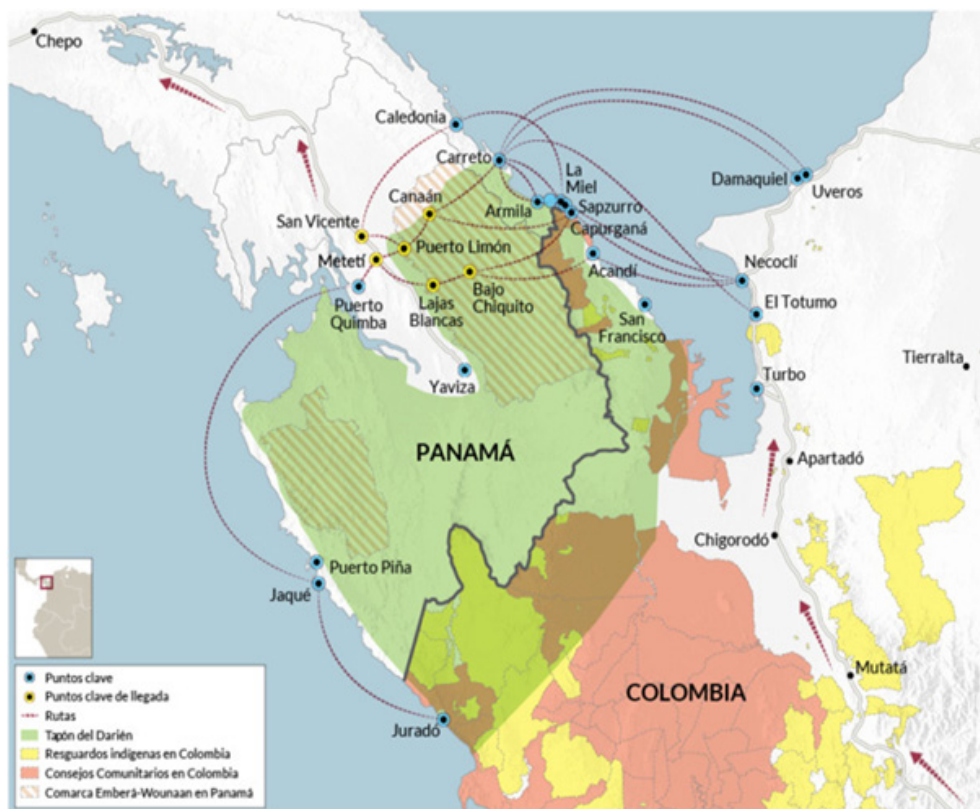 Chepo
Caledonia
Carreto
La
Miel
Damaquiel
Uveros
Canaán
Armila
Sapzurro
Capurganá
San Vicente
Puerto Limón
Metetí
Acandí
Necoclí
Puerto
Quimba
Lajas
Blancas
Bajo
Chiquito
El Totumo
San
Francisco
Tierralta
Yaviza
Turbo
PANAMÁ
Apartadó
Chigorodó
Puerto Piña
Jaqué
Mutatá
COLOMBIA
Juradó
Puntos clave
Puntos clave de llegada
Rutas
Tapón del Darién
Resguardos indígenas en Colombia
Consejos Comunitarios en Colombia
Comarca Emberá-Wounaan en Panamá